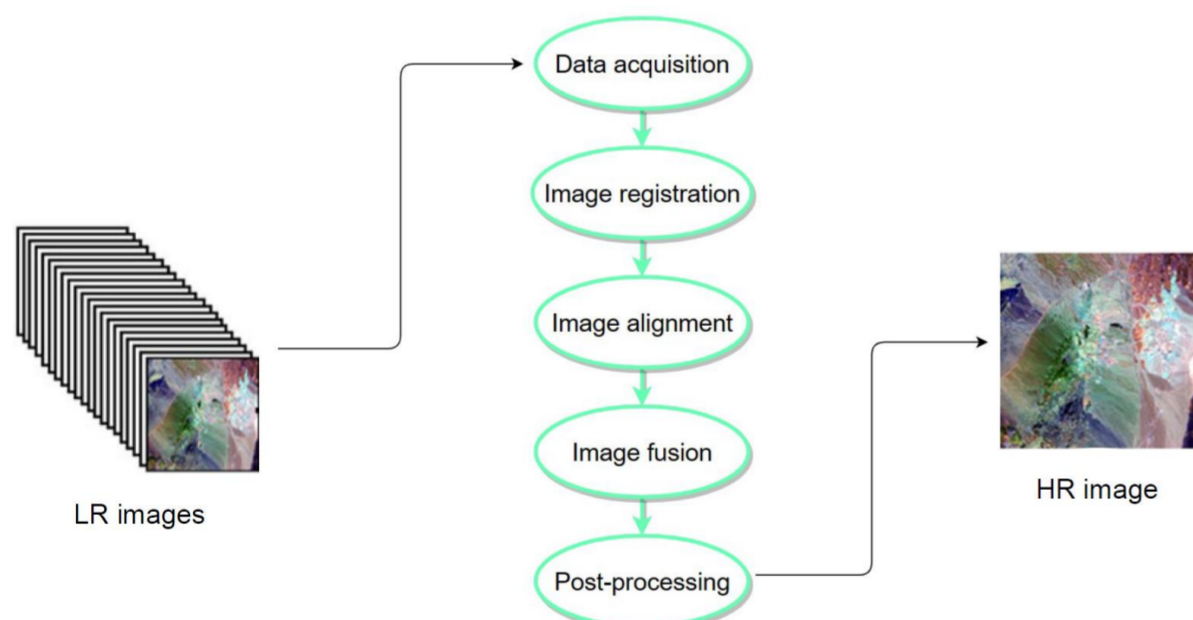 Data acquisition
Image registration
Image alignment
Image fusion
Post-processing
LR images
HR image